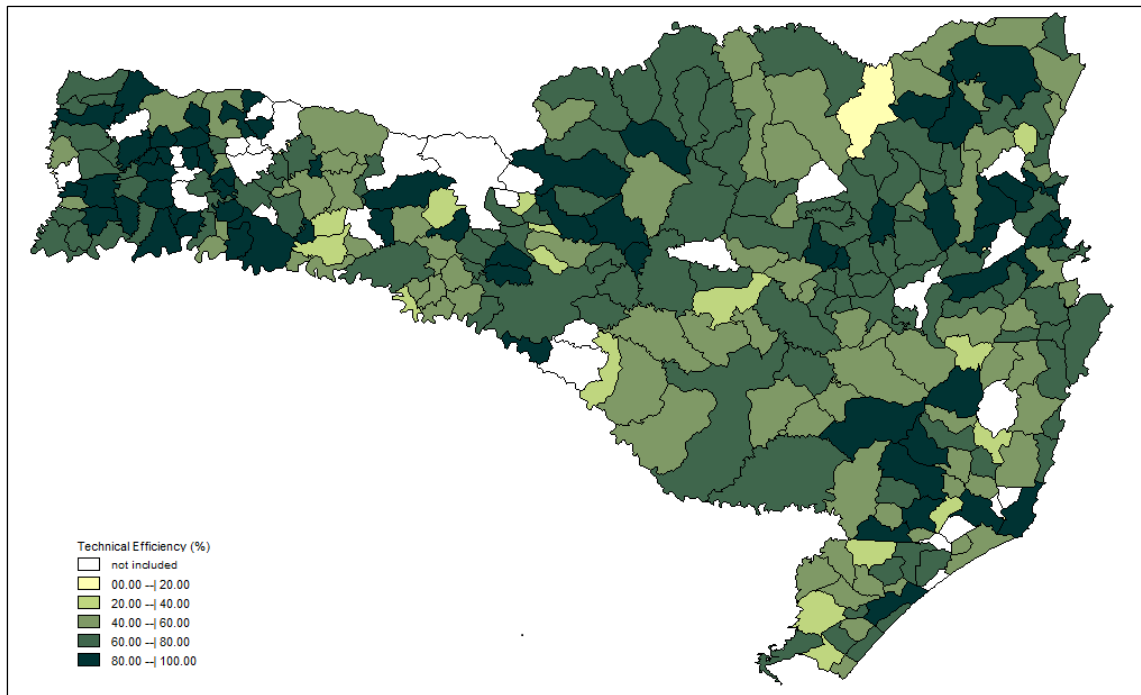 Technical Efficiency (%)
not included
00.00 --| 20.00
20.00 --| 40.00
40.00 --| 60.00
60.00 --| 80.00
80.00 --| 100.00